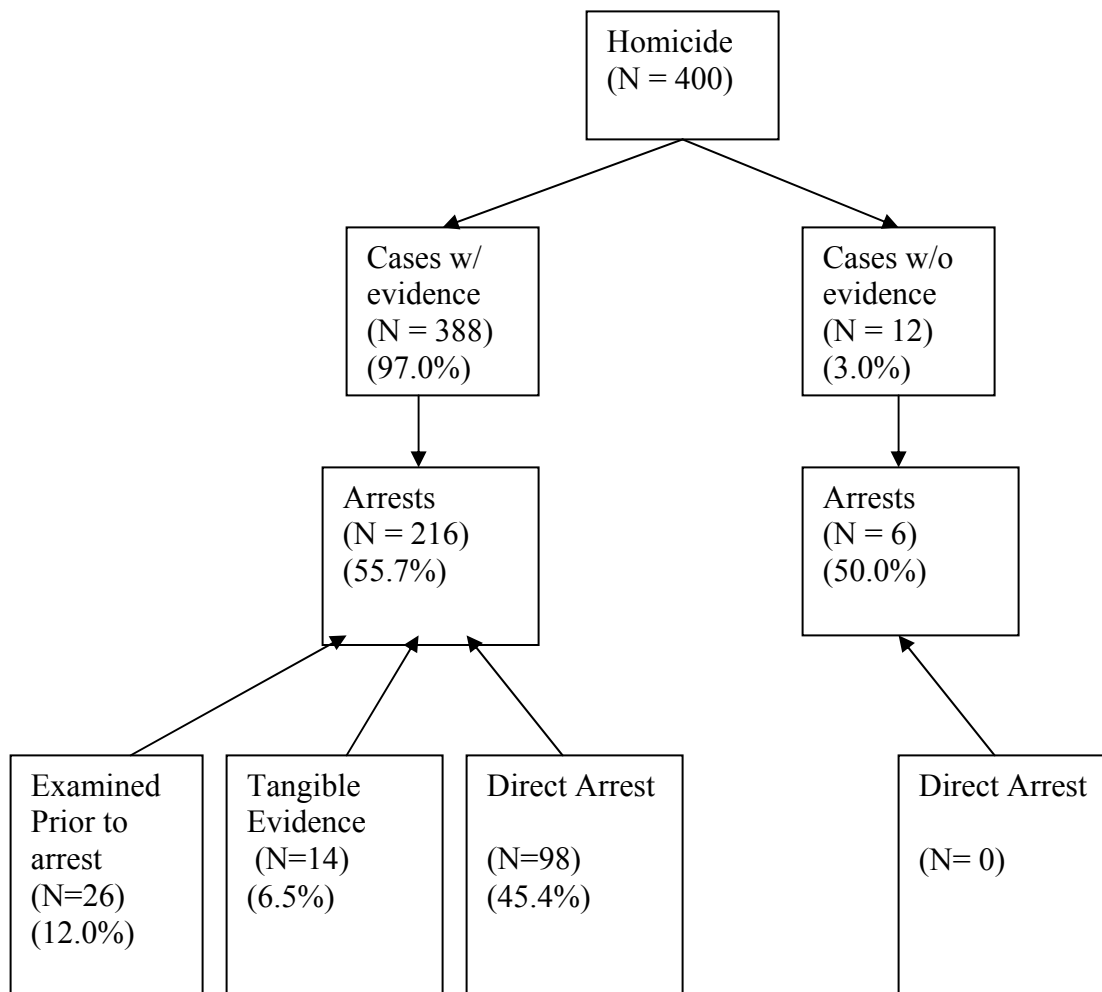 Homicide
(N = 400)
Cases w/
evidence
(N = 388)
(97.0%)
Cases w/o
evidence
(N = 12)
(3.0%)
Arrests
(N = 216)
(55.7%)
Arrests
(N = 6)
(50.0%)
Examined
Prior to
arrest
(N=26)
(12.0%)
Tangible
Evidence
(N=14)
(6.5%)
Direct Arrest
(N=98)
(45.4%)
Direct Arrest
(N= 0)